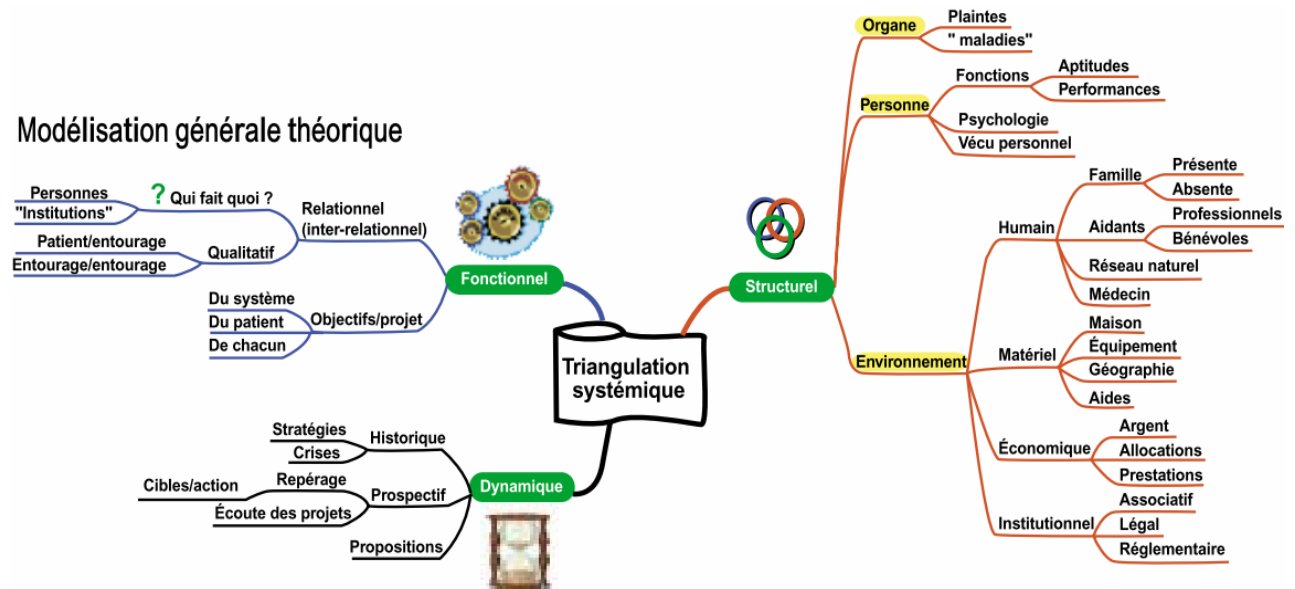 Modélisation générale théorique
Triangulation
systémique
Fonctionnel
Relationnel
(inter-relationnel)
? Qui fait quoi ?
Personnes
"Institutions"
Qualitatif
Patient/entourage
Entourage/entourage
Objectifs/projet
Du système
Du patient
De chacun
Dynamique
Historique
Stratégies
Crises
Prospectif
Repérage
Cibles/action
Écoute des projets
Propositions
Structurel
Organe
Plaintes
" maladies"
Personne
Fonctions
Aptitudes
Performances
Psychologie
Vécu personnel
Environnement
Humain
Famille
Présente
Absente
Aidants
Professionnels
Bénévoles
Réseau naturel
Médecin
Matériel
Maison
Équipement
Géographie
Aides
Économique
Argent
Allocations
Prestations
Institutionnel
Associatif
Légal
Réglementaire